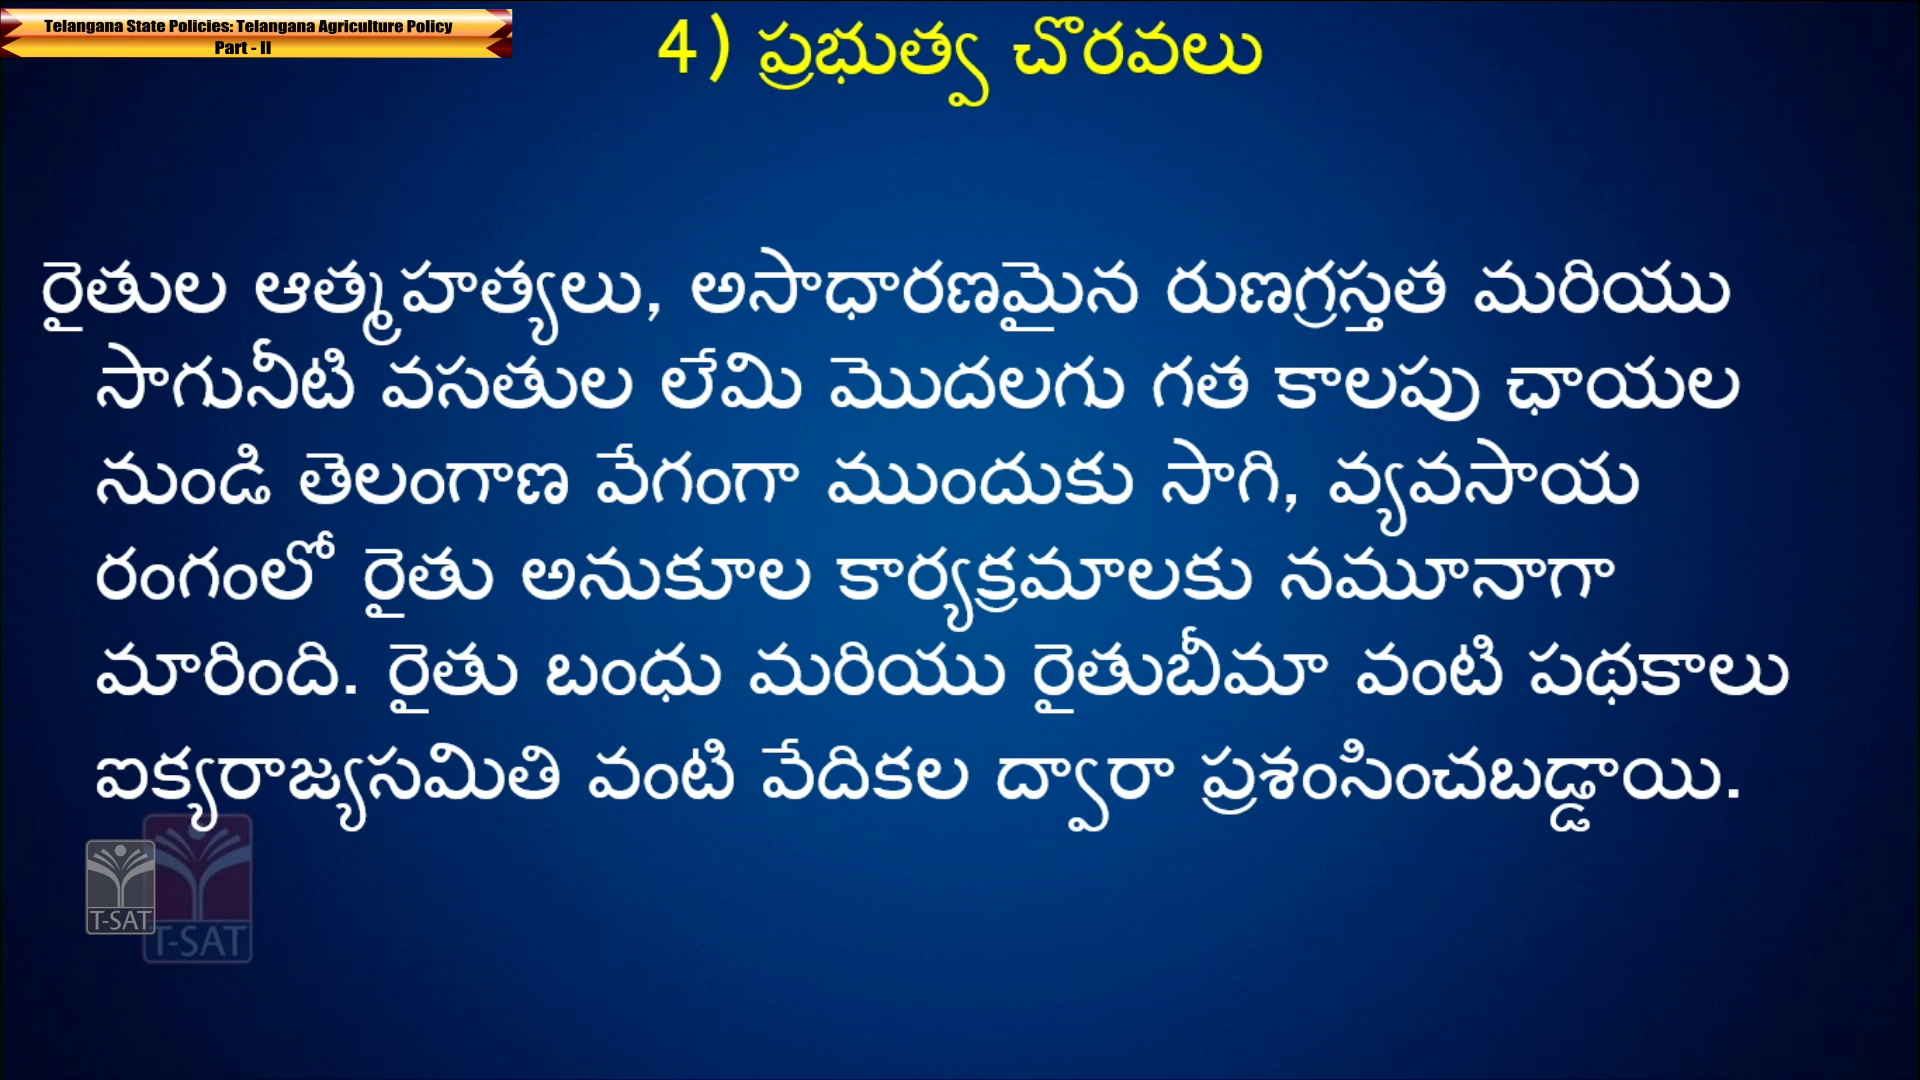 Telangana State Policies: Telangana Agriculture Policy
Part - II
4) ప్రభుత్వ చొరవలు
రైతుల ఆత్మహత్యలు, అసాధారణమైన రుణగ్రస్తత మరియు
సాగునీటి వసతుల లేమి మొదలగు గత కాలపు ఛాయల
నుండి తెలంగాణ వేగంగా ముందుకు సాగి, వ్యవసాయ
రంగంలో రైతు అనుకూల కార్యక్రమాలకు నమూనాగా
మారింది. రైతు బంధు మరియు రైతుబీమా వంటి పథకాలు
ఐక్యరాజ్యసమితి వంటి వేదికల ద్వారా ప్రశంసించబడ్డాయి.
T-SAT
T-SAT